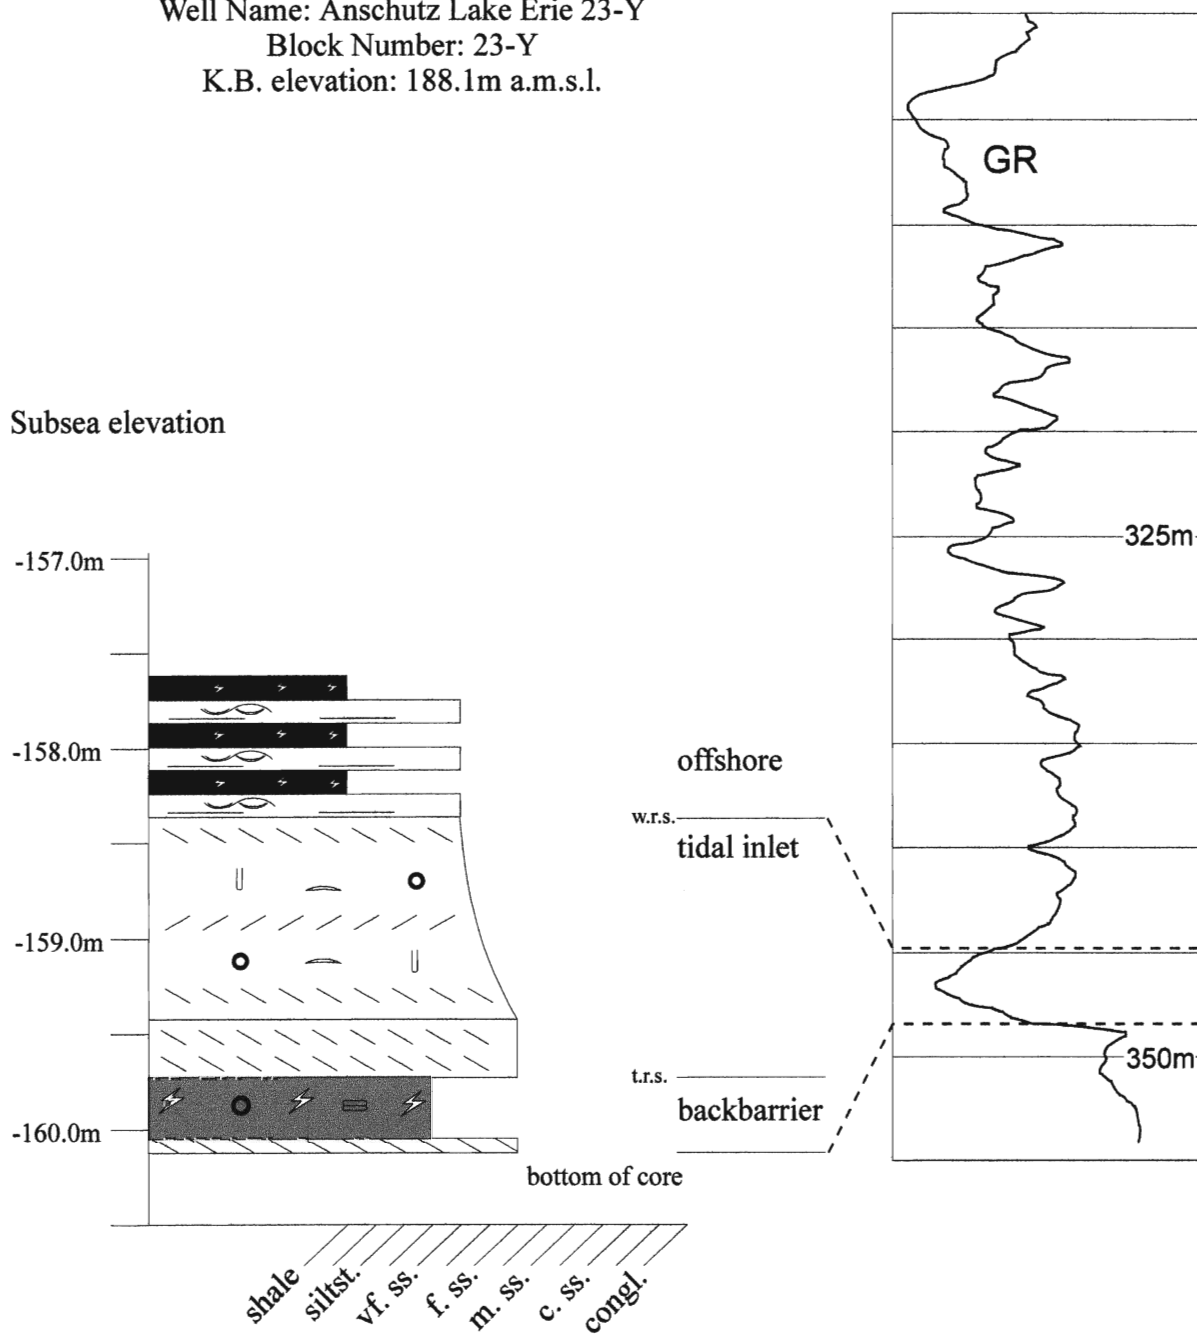 Well Name: Anschutz Lake Erie 23-Y
Block Number: 23-Y
K.B. elevation: 188.1m a.m.s.l.
GR
Subsea elevation
325m
-157.0m
-158.0m
offshore
w.r.s.
tidal inlet
-159.0m
350m
t.r.s.
backbarrier
-160.0m
bottom of core
shale
siltst.
vf. ss.
f. ss.
m. ss.
c. ss.
congl.